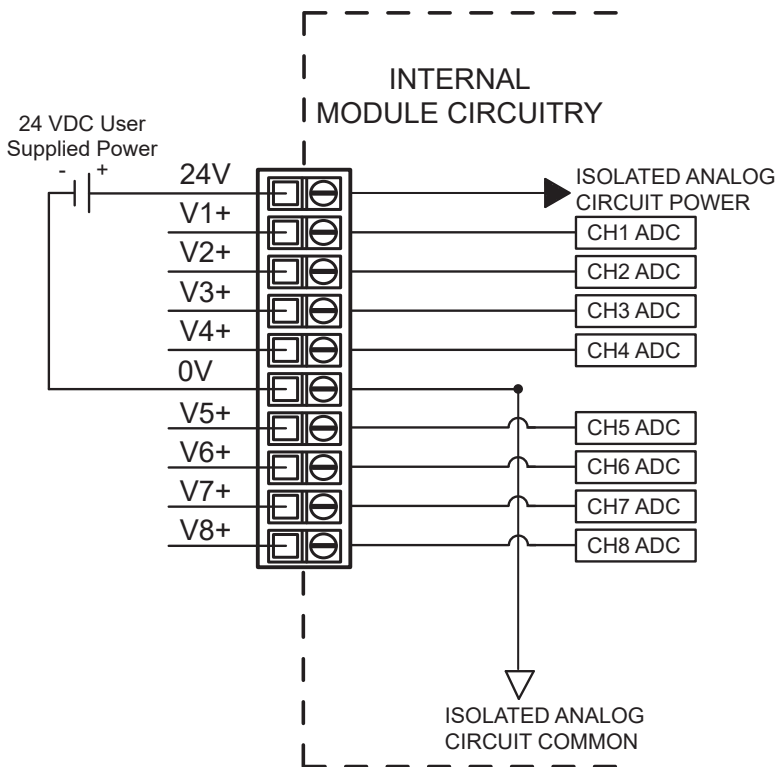 INTERNAL
MODULE CIRCUITRY
24 VDC User
Supplied Power
- +
24V
V1+
V2+
V3+
V4+
0V
V5+
V6+
V7+
V8+
ISOLATED ANALOG
CIRCUIT POWER
CH1 ADC
CH2 ADC
CH3 ADC
CH4 ADC
CH5 ADC
CH6 ADC
CH7 ADC
CH8 ADC
ISOLATED ANALOG
CIRCUIT COMMON